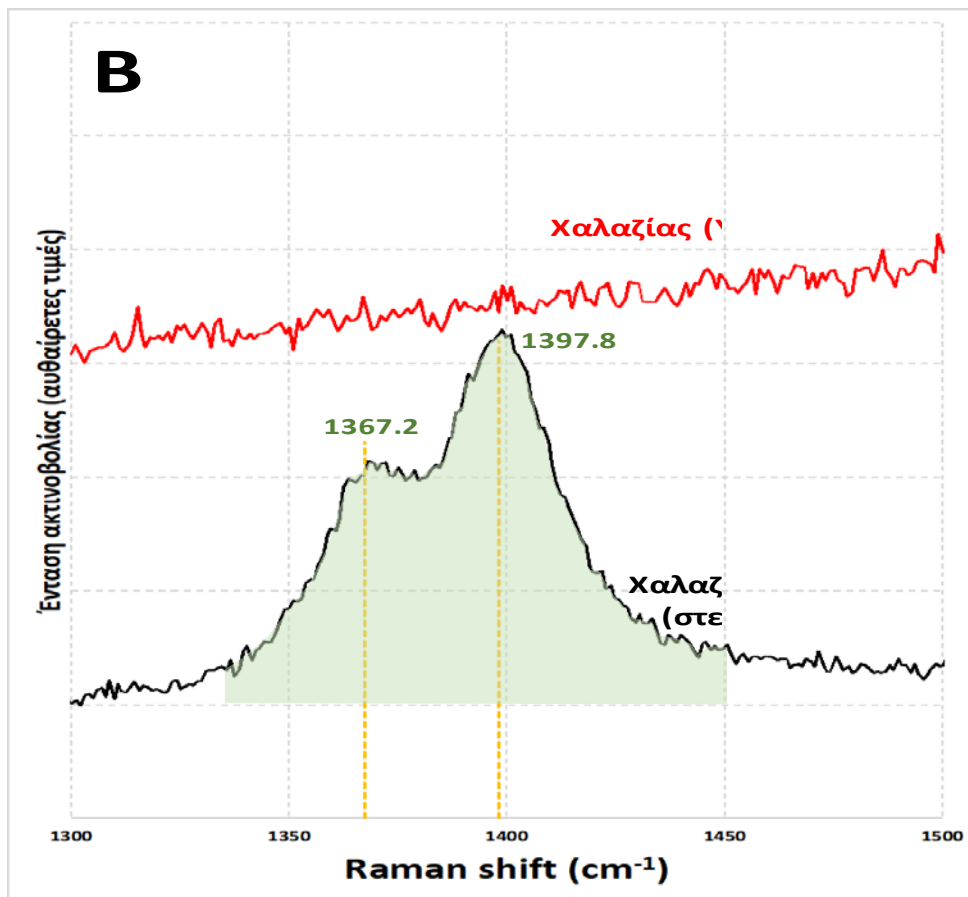 B
Χαλαζίας (
1397.8
1367.2
Χαλαζ
(στε
Ένταση ακτινοβολίας (αυθαίρετες τιμές)
1300 1350 1400 1450 1500
Raman shift (cm⁻¹)